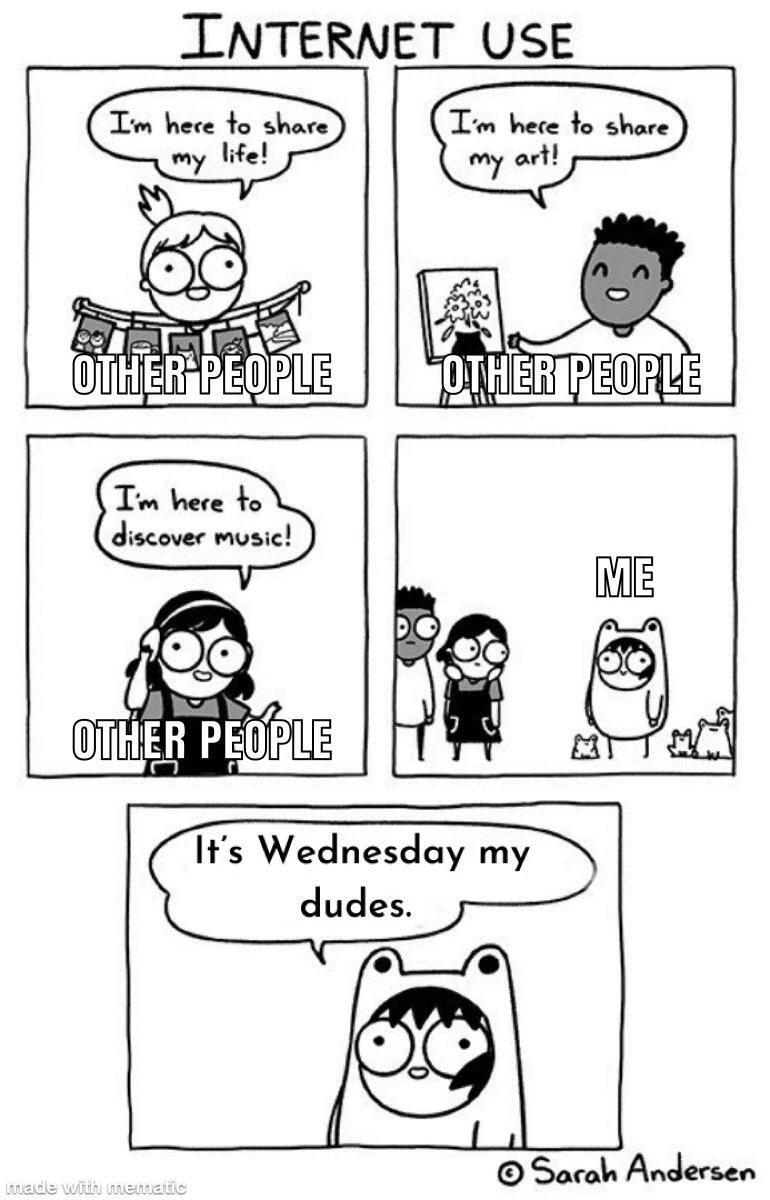 INTERNET USE
I'm here to share
my life!
OTHER PEOPLE
I'm here to share
my art!
OTHER PEOPLE
I'm here to
discover music!
OTHER PEOPLE
ME
It's Wednesday my
dudes.
© Sarah Andersen
made with mematic